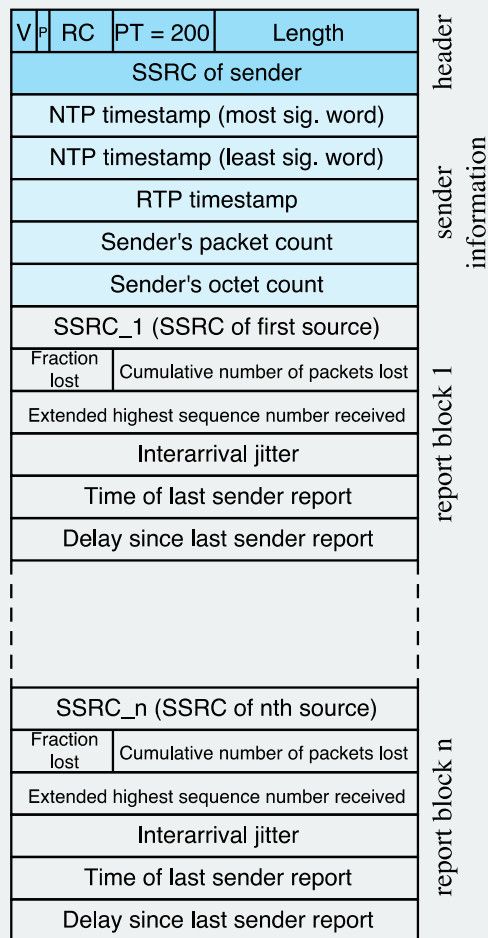 V P RC PT = 200 Length
SSRC of sender
header
NTP timestamp (most sig. word)
NTP timestamp (least sig. word)
RTP timestamp
Sender's packet count
Sender's octet count
sender
information
SSRC_1 (SSRC of first source)
Fraction
lost
Cumulative number of packets lost
Extended highest sequence number received
Interarrival jitter
Time of last sender report
Delay since last sender report
report block 1
SSRC_n (SSRC of nth source)
Fraction
lost
Cumulative number of packets lost
Extended highest sequence number received
Interarrival jitter
Time of last sender report
Delay since last sender report
report block n